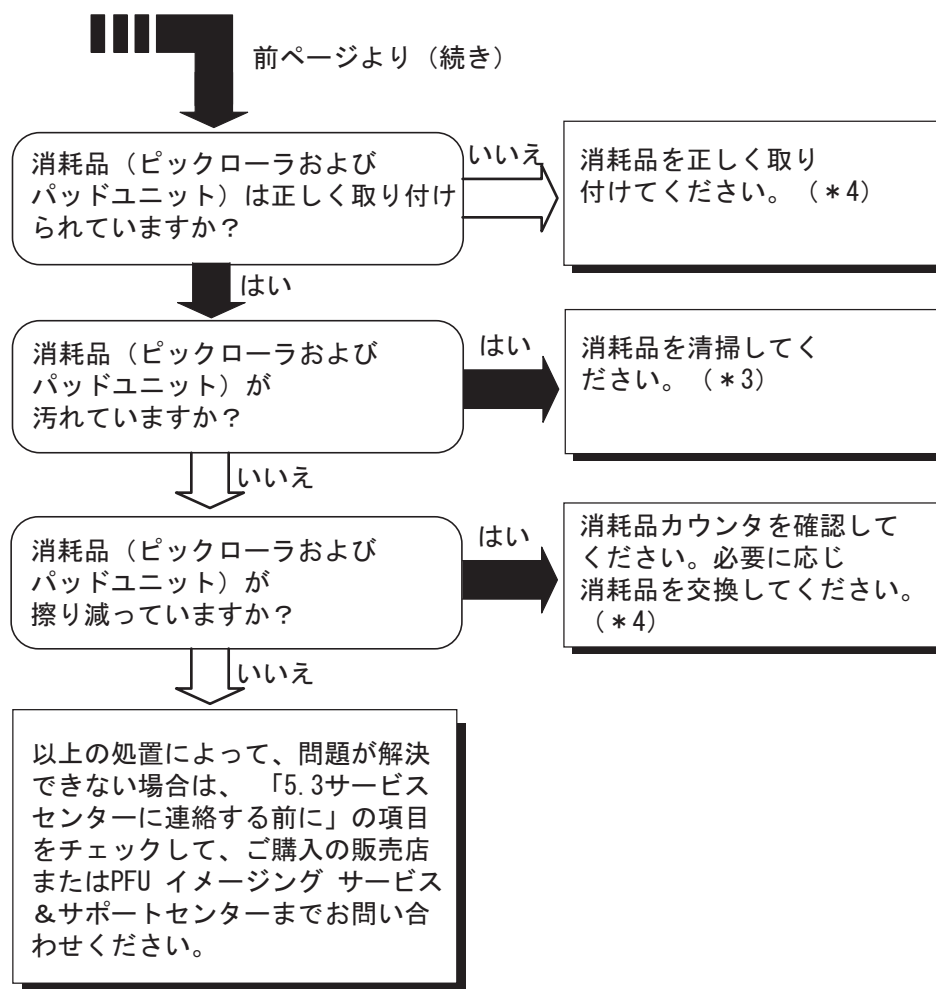 前ページより（続き）
消耗品（ピックローラおよび
パッドユニット）は正しく取り付け
られていますか？
いいえ
消耗品を正しく取り
付けてください。（＊4）
はい
消耗品（ピックローラおよび
パッドユニット）が
汚れていますか？
はい
消耗品を清掃してく
ださい。（＊3）
いいえ
消耗品（ピックローラおよび
パッドユニット）が
擦り減っていますか？
はい
消耗品カウンタを確認して
ください。必要に応じ
消耗品を交換してください。
（＊4）
いいえ
以上の処置によって、問題が解決
できない場合は、 「5.3サービス
センターに連絡する前に」の項目
をチェックして、ご購入の販売店
またはPFU イメージング サービス
＆サポートセンターまでお問い合
わせください。